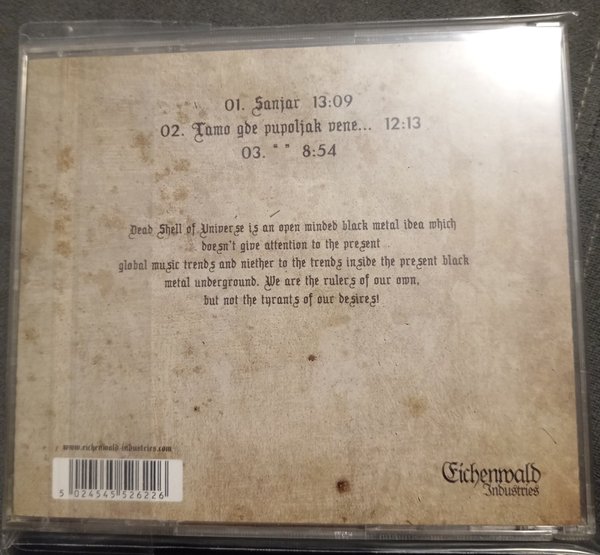 01. Sanjar 13:09
02. Tamo gde pupoljak vene... 12:13
03. " " 8:54
Dead Shell of Universe is an open minded black metal idea which
doesn't give attention to the present
global music trends and niether to the trends inside the present black
metal underground. We are the rulers of our own,
but not the tyrants of our desires!
www.eichenwald-industries.com
5 024545 526226
Eichenwald
Industries